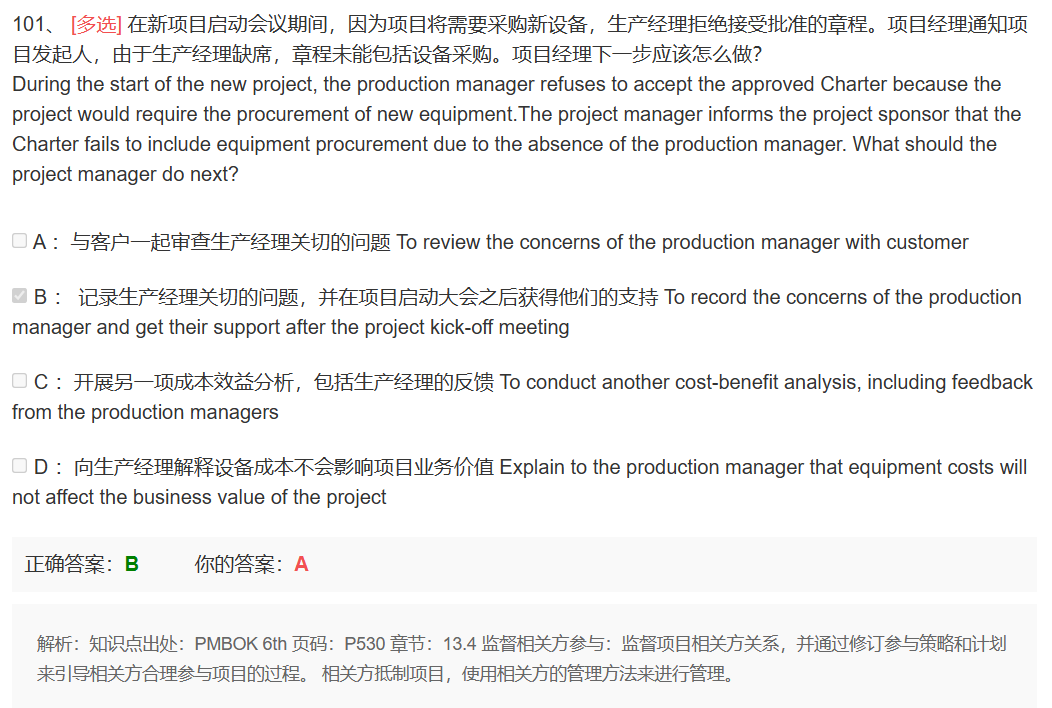 101、 [多选] 在新项目启动会议期间，因为项目将需要采购新设备，生产经理拒绝接受批准的章程。项目经理通知项
目发起人，由于生产经理缺席，章程未能包括设备采购。项目经理下一步应该怎么做？
During the start of the new project, the production manager refuses to accept the approved Charter because the
project would require the procurement of new equipment.The project manager informs the project sponsor that the
Charter fails to include equipment procurement due to the absence of the production manager. What should the
project manager do next?
A： 与客户一起审查生产经理关切的问题 To review the concerns of the production manager with customer
B： 记录生产经理关切的问题，并在项目启动大会之后获得他们的支持 To record the concerns of the production
manager and get their support after the project kick-off meeting
C： 开展另一项成本效益分析，包括生产经理的反馈 To conduct another cost-benefit analysis, including feedback
from the production managers
D： 向生产经理解释设备成本不会影响项目业务价值 Explain to the production manager that equipment costs will
not affect the business value of the project
正确答案：B 你的答案：A
解析：知识点出处：PMBOK 6th 页码：P530 章节：13.4 监督相关方参与：监督项目相关方关系，并通过修订参与策略和计划
来引导相关方合理参与项目的过程。 相关方抵制项目，使用相关方的管理方法来进行管理。